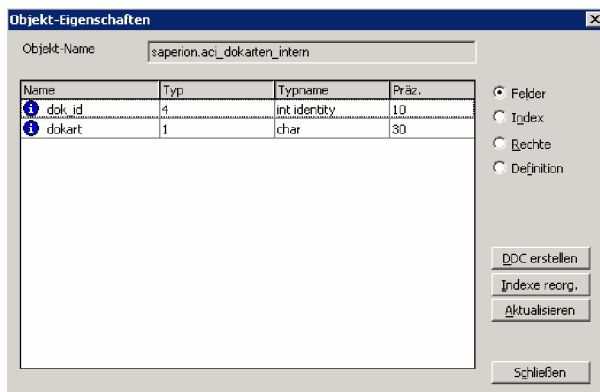 Objekt-Eigenschaften
Objekt-Name saperion.aci_dokarten_intern
Name Typ Typname Präz.
dok_id 4 int identity 10
dokart 1 char 30
Felder
Index
Rechte
Definition
DDC erstellen
Indexe reorg.
Aktualisieren
Schließen